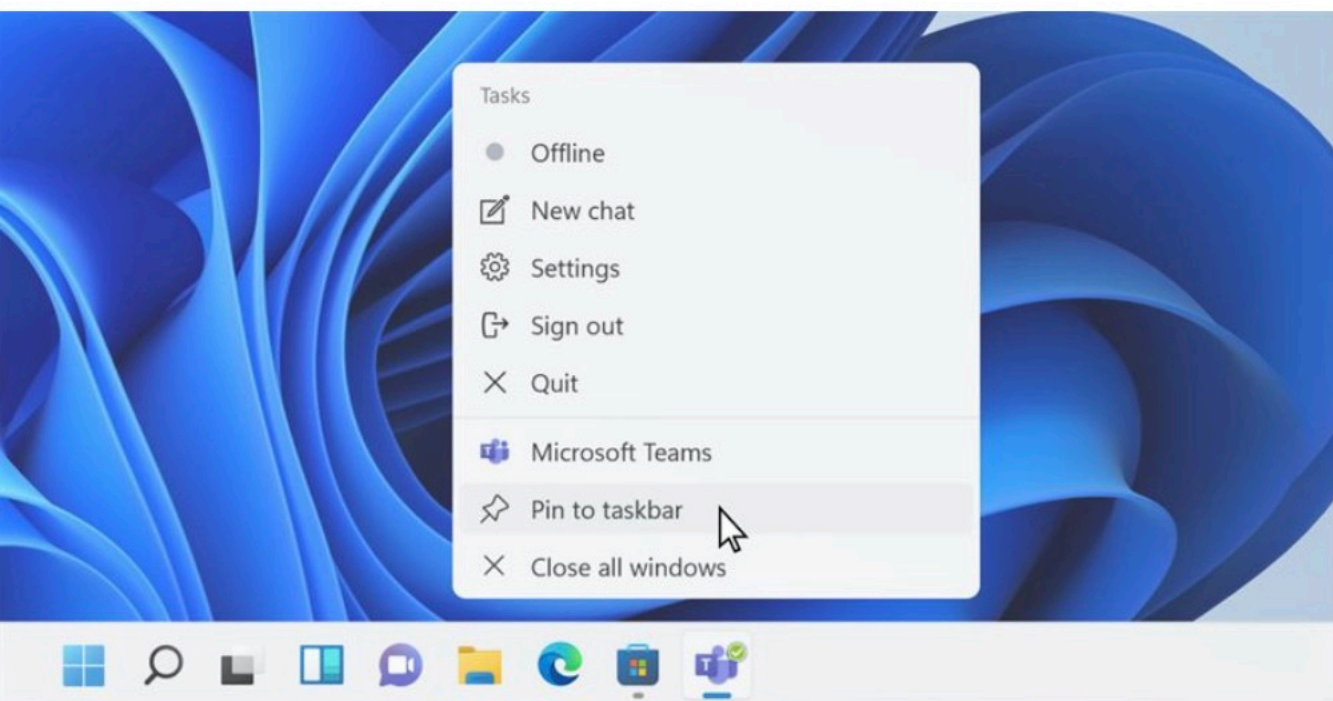 Tasks
Offline
New chat
Settings
Sign out
Quit
Microsoft Teams
Pin to taskbar
Close all windows